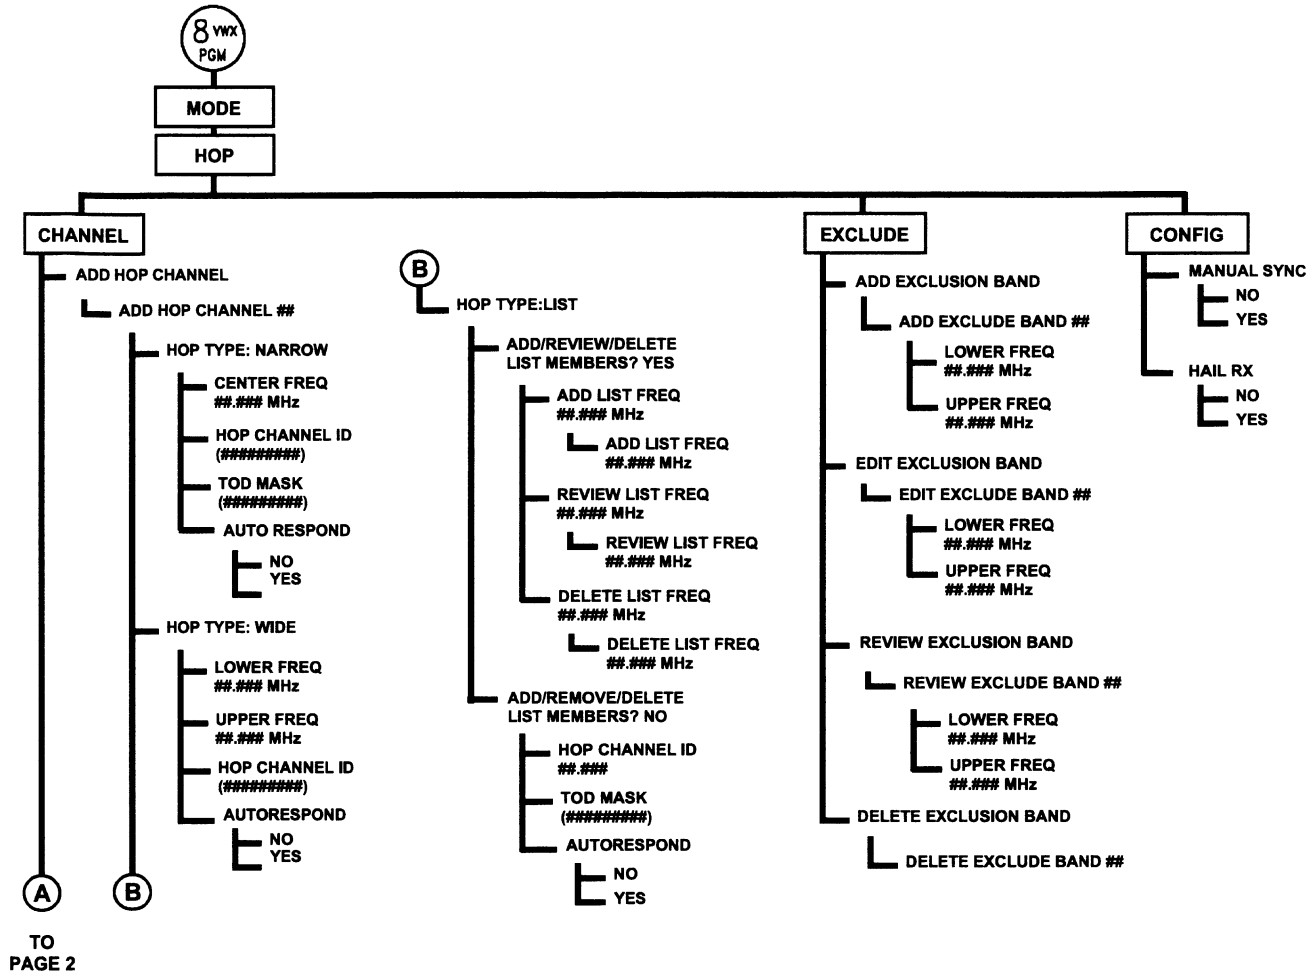 8 VWX
PGM
MODE
HOP
CHANNEL
ADD HOP CHANNEL
ADD HOP CHANNEL ##
HOP TYPE: NARROW
CENTER FREQ
##.### MHz
HOP CHANNEL ID
(#########)
TOD MASK
(#########)
AUTO RESPOND
NO
YES
HOP TYPE: WIDE
LOWER FREQ
##.### MHz
UPPER FREQ
##.### MHz
HOP CHANNEL ID
(#########)
AUTORESPOND
NO
YES
A
B
TO
PAGE 2
B
HOP TYPE:LIST
ADD/REVIEW/DELETE
LIST MEMBERS? YES
ADD LIST FREQ
##.### MHz
ADD LIST FREQ
##.### MHz
REVIEW LIST FREQ
##.### MHz
REVIEW LIST FREQ
##.### MHz
DELETE LIST FREQ
##.### MHz
DELETE LIST FREQ
##.### MHz
ADD/REMOVE/DELETE
LIST MEMBERS? NO
HOP CHANNEL ID
##.###
TOD MASK
(#########)
AUTORESPOND
NO
YES
EXCLUDE
ADD EXCLUSION BAND
ADD EXCLUDE BAND ##
LOWER FREQ
##.### MHz
UPPER FREQ
##.### MHz
EDIT EXCLUSION BAND
EDIT EXCLUDE BAND ##
LOWER FREQ
##.### MHz
UPPER FREQ
##.### MHz
REVIEW EXCLUSION BAND
REVIEW EXCLUDE BAND ##
LOWER FREQ
##.### MHz
UPPER FREQ
##.### MHz
DELETE EXCLUSION BAND
DELETE EXCLUDE BAND ##
CONFIG
MANUAL SYNC
NO
YES
HAIL RX
NO
YES